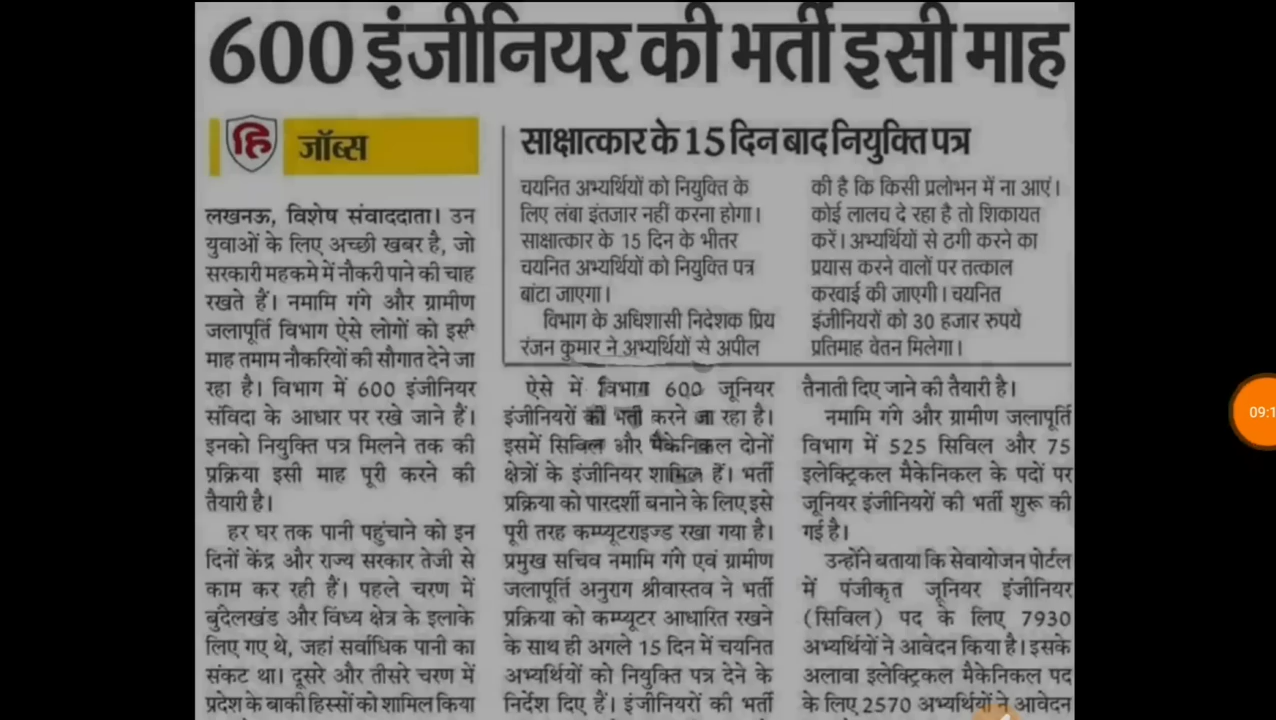 600 इंजीनियर की भर्ती इसी माह
हि
जॉब्स
लखनऊ, विशेष संवाददाता। उन
युवाओं के लिए अच्छी खबर है, जो
सरकारी महकमे में नौकरी पाने की चाह
रखते हैं। नमामि गंगे और ग्रामीण
जलापूर्ति विभाग ऐसे लोगों को इसी
माह तमाम नौकरियों की सौगात देने जा
रहा है। विभाग में 600 इंजीनियर
संविदा के आधार पर रखे जाने हैं।
इनको नियुक्ति पत्र मिलने तक की
प्रक्रिया इसी माह पूरी करने की
तैयारी है।
हर घर तक पानी पहुंचाने को इन
दिनों केंद्र और राज्य सरकार तेजी से
काम कर रही हैं। पहले चरण में
बुंदेलखंड और विंध्य क्षेत्र के इलाके
लिए गए थे, जहां सर्वाधिक पानी का
संकट था। दूसरे और तीसरे चरण में
प्रदेश के बाकी हिस्सों को शामिल किया
साक्षात्कार के 15 दिन बाद नियुक्ति पत्र
चयनित अभ्यर्थियों को नियुक्ति के
लिए लंबा इंतजार नहीं करना होगा।
साक्षात्कार के 15 दिन के भीतर
चयनित अभ्यर्थियों को नियुक्ति पत्र
बांटा जाएगा।
विभाग के अधिशासी निदेशक प्रिय
रंजन कुमार ने अभ्यर्थियों से अपील
की है कि किसी प्रलोभन में ना आएं।
कोई लालच दे रहा है तो शिकायत
करें। अभ्यर्थियों से ठगी करने का
प्रयास करने वालों पर तत्काल
करवाई की जाएगी। चयनित
इंजीनियरों को 30 हजार रुपये
प्रतिमाह वेतन मिलेगा।
ऐसे में विभाग 600 जूनियर
इंजीनियरों की भर्ती करने जा रहा है।
इसमें सिविल और मैकेनिकल दोनों
क्षेत्रों के इंजीनियर शामिल हैं। भर्ती
प्रक्रिया को पारदर्शी बनाने के लिए इसे
पूरी तरह कम्प्यूटराइज्ड रखा गया है।
प्रमुख सचिव नमामि गंगे एवं ग्रामीण
जलापूर्ति अनुराग श्रीवास्तव ने भर्ती
प्रक्रिया को कम्प्यूटर आधारित रखने
के साथ ही अगले 15 दिन में चयनित
अभ्यर्थियों को नियुक्ति पत्र देने के
निर्देश दिए हैं। इंजीनियरों की भर्ती
तैनाती दिए जाने की तैयारी है।
नमामि गंगे और ग्रामीण जलापूर्ति
विभाग में 525 सिविल और 75
इलेक्ट्रिकल मैकेनिकल के पदों पर
जूनियर इंजीनियरों की भर्ती शुरू की
गई है।
उन्होंने बताया कि सेवायोजन पोर्टल
में पंजीकृत जूनियर इंजीनियर
(सिविल) पद के लिए 7930
अभ्यर्थियों ने आवेदन किया है। इसके
अलावा इलेक्ट्रिकल मैकेनिकल पद
के लिए 2570 अभ्यर्थियों ने आवेदन